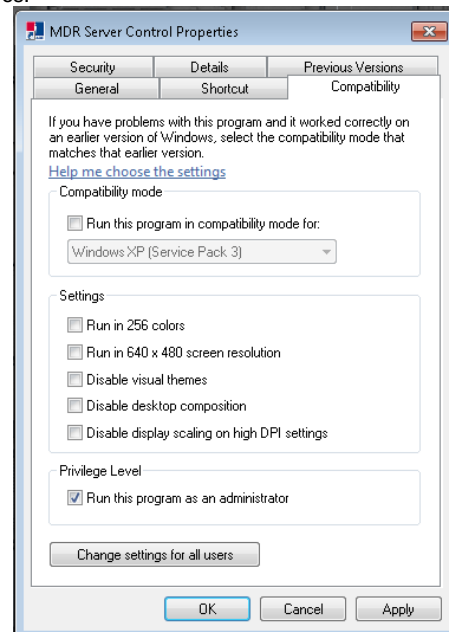 MDR Server Control Properties
Security Details Previous Versions
General Shortcut Compatibility
If you have problems with this program and it worked correctly on
an earlier version of Windows, select the compatibility mode that
matches that earlier version.
Help me choose the settings
Compatibility mode
Run this program in compatibility mode for:
Windows XP (Service Pack 3)
Settings
Run in 256 colors
Run in 640 x 480 screen resolution
Disable visual themes
Disable desktop composition
Disable display scaling on high DPI settings
Privilege Level
Run this program as an administrator
Change settings for all users
OK Cancel Apply